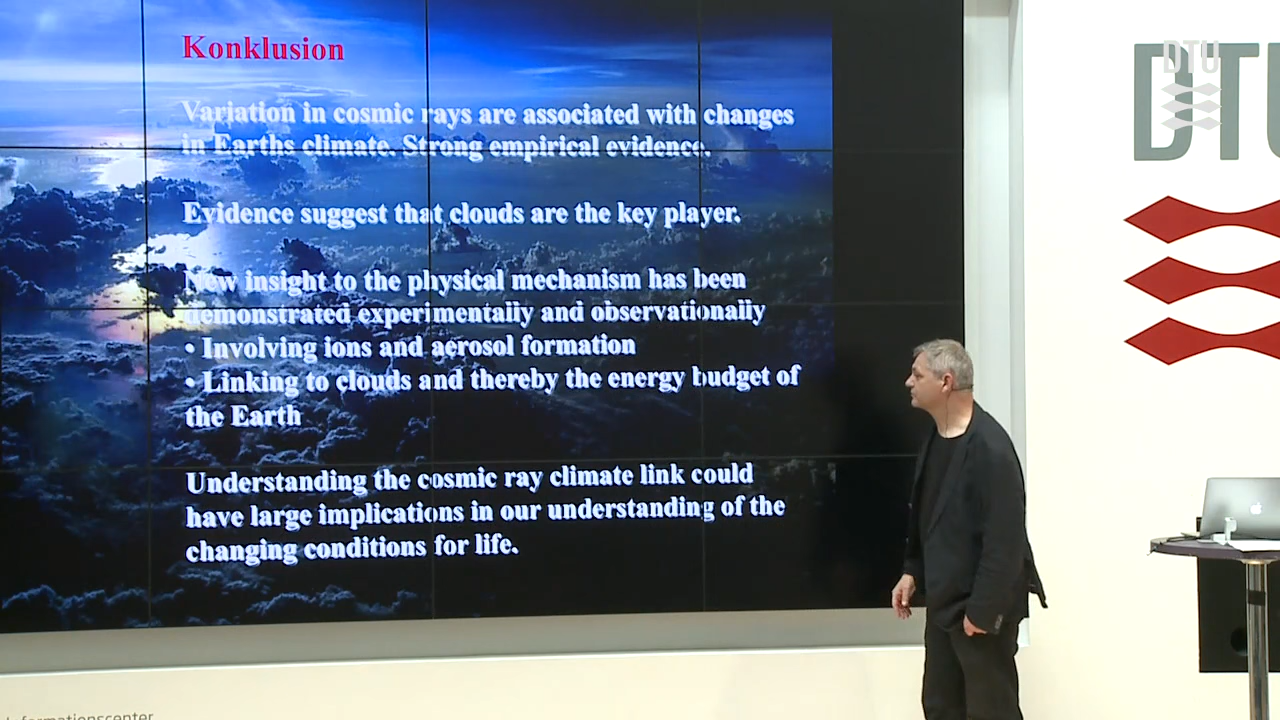 Konklusion
Variation in cosmic rays are associated with changes
in Earths climate. Strong empirical evidence.
Evidence suggest that clouds are the key player.
New insight to the physical mechanism has been
demonstrated experimentally and observationally
• Involving ions and aerosol formation
• Linking to clouds and thereby the energy budget of
the Earth
Understanding the cosmic ray climate link could
have large implications in our understanding of the
changing conditions for life.
DTU
DTU
formationscenter